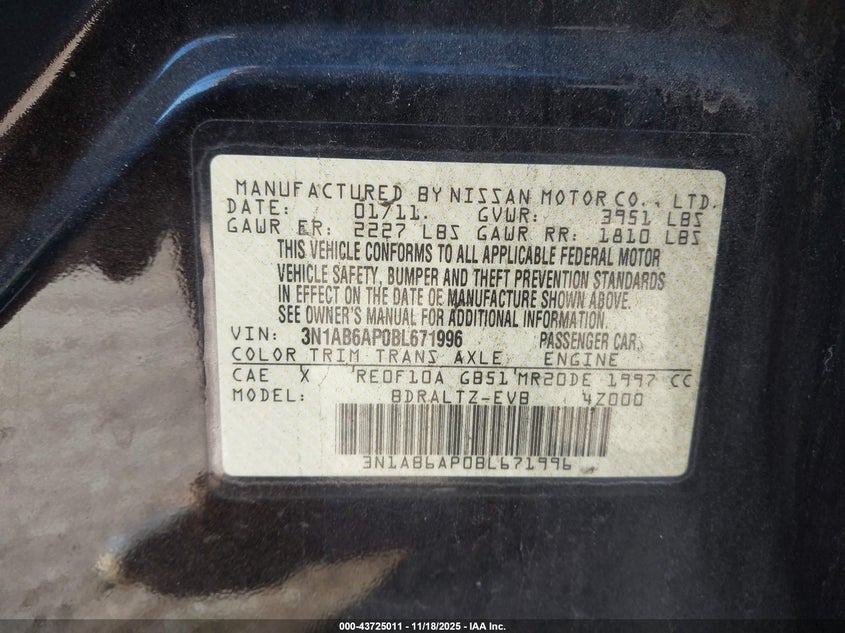 MANUFACTURED BY NISSAN MOTOR CO., LTD.
DATE: 01/11. GVWR: 3951 LBS
GAWR FR: 2227 LBS GAWR RR: 1810 LBS
THIS VEHICLE CONFORMS TO ALL APPLICABLE FEDERAL MOTOR
VEHICLE SAFETY, BUMPER AND THEFT PREVENTION STANDARDS
IN EFFECT ON THE DATE OF MANUFACTURE SHOWN ABOVE.
SEE OWNER'S MANUAL FOR ADDITIONAL INFORMATION.
VIN: 3N1AB6AP0BL671996 PASSENGER CAR
COLOR TRIM TRANS AXLE ENGINE
CAE X RE0F10A GB51 MR20DE 1997 CC
MODEL: BDRALTZ-EVB 4Z000
3N1AB6AP0BL671996
000-43725011 - 11/18/2025 - IAA Inc.